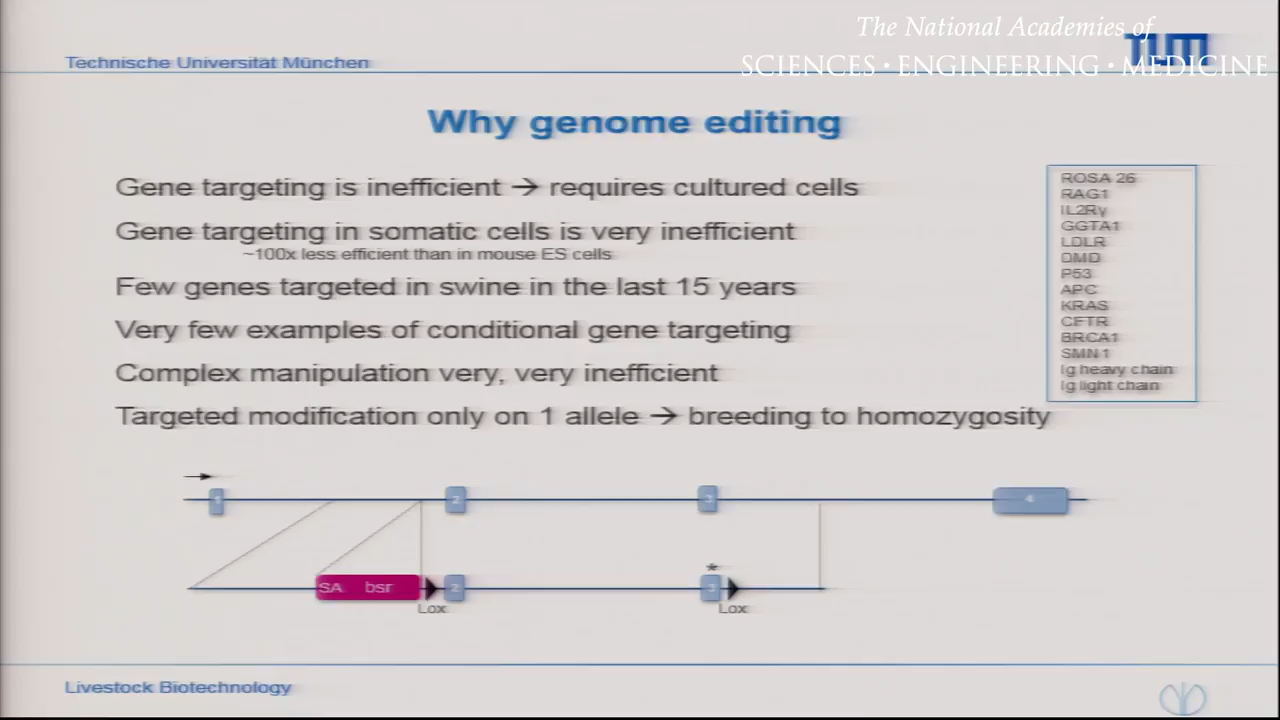 The National Academies of
SCIENCES · ENGINEERING · MEDICINE
Technische Universität München
TUM
Why genome editing
Gene targeting is inefficient → requires cultured cells
Gene targeting in somatic cells is very inefficient
~100x less efficient than in mouse ES cells
Few genes targeted in swine in the last 15 years
Very few examples of conditional gene targeting
Complex manipulation very, very inefficient
Targeted modification only on 1 allele → breeding to homozygosity
ROSA 26
RAG1
IL2Rγ
GGTA1
LDLR
DMD
P53
APC
KRAS
CFTR
BRCA1
SMN1
Ig heavy chain
Ig light chain
1 2 3 4
*
SA bsr 2 3
Lox Lox
Livestock Biotechnology